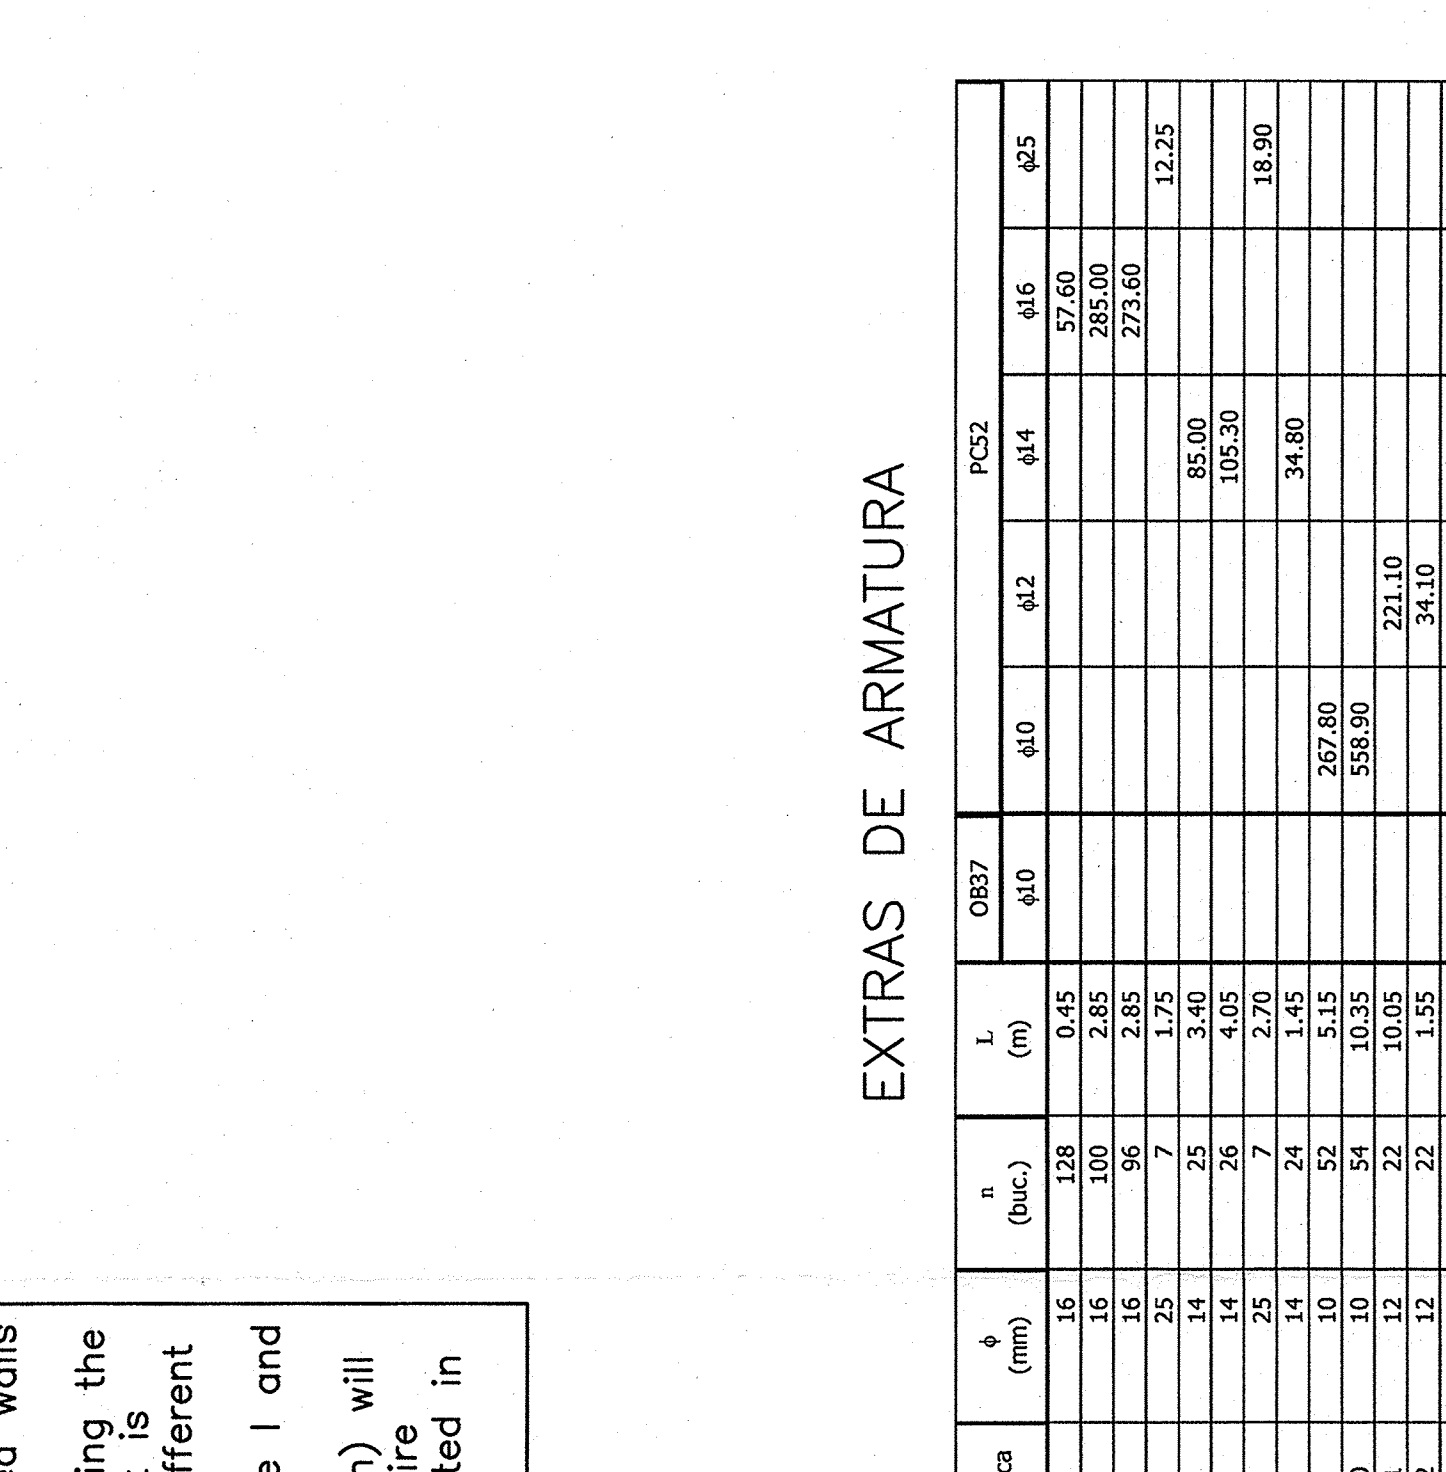 walls
ing the
is
fferent
I and
will
ire
ted in
EXTRAS DE ARMATURA
ϕ (mm) n (buc.) L (m) OB37 PC52
ϕ10 ϕ10 ϕ12 ϕ14 ϕ16 ϕ25
16 128 0.45 57.60
16 100 2.85 285.00
16 96 2.85 273.60
25 7 1.75 12.25
14 25 3.40 85.00
14 26 4.05 105.30
25 7 2.70 18.90
14 24 1.45 34.80
10 52 5.15 267.80
10 54 10.35 558.90
12 22 10.05 221.10
12 22 1.55 34.10